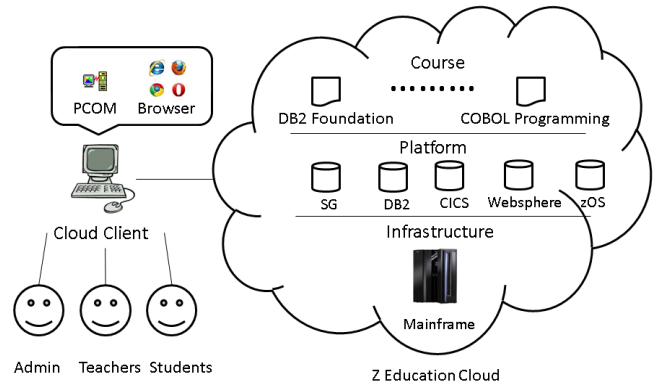 PCOM Browser
Cloud Client
Admin Teachers Students
Course
DB2 Foundation COBOL Programming
Platform
SG DB2 CICS Websphere zOS
Infrastructure
Mainframe
Z Education Cloud